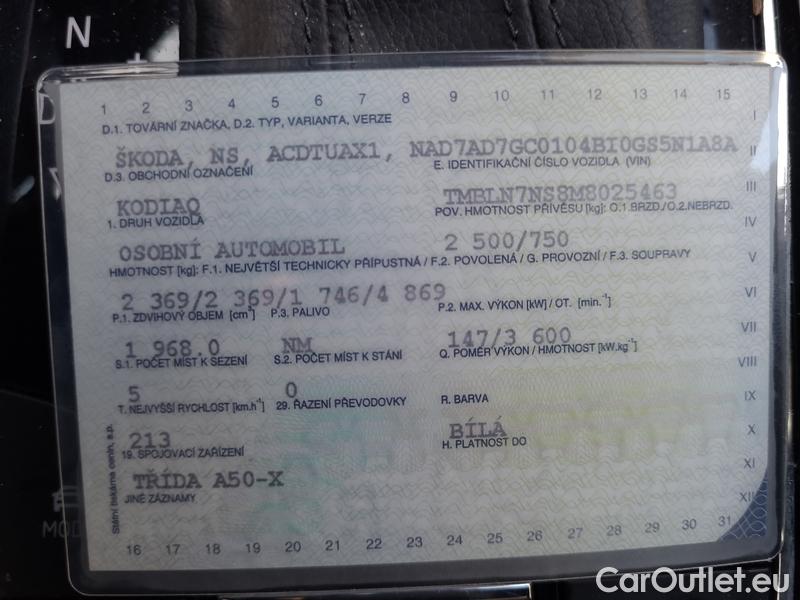 N
D
1 2 3 4 5 6 7 8 9 10 11 12 13 14 15
D.1. TOVÁRNÍ ZNAČKA, D.2. TYP, VARIANTA, VERZE
I
ŠKODA, NS, ACDTUAX1, NAD7AD7GC0104BI0GS5N1A8A
II
D.3. OBCHODNÍ OZNAČENÍ E. IDENTIFIKAČNÍ ČÍSLO VOZIDLA (VIN)
KODIAQ TMBLN7NS8M8025463
III
1. DRUH VOZIDLA POV. HMOTNOST PŘÍVĚSU [kg]: O.1.BRZD./O.2.NEBRZD.
IV
OSOBNÍ AUTOMOBIL 2 500/750
HMOTNOST [kg]: F.1. NEJVĚTŠÍ TECHNICKY PŘÍPUSTNÁ / F.2. POVOLENÁ / G. PROVOZNÍ / F.3. SOUPRAVY
V
2 369/2 369/1 746/4 869
VI
P.1. ZDVIHOVÝ OBJEM [cm³] P.3. PALIVO P.2. MAX. VÝKON [kW] / OT. [min.⁻¹]
1 968.0 NM 147/3 600
VII
S.1. POČET MÍST K SEZENÍ S.2. POČET MÍST K STÁNÍ Q. POMĚR VÝKON / HMOTNOST [kW.kg⁻¹]
VIII
5 0
T. NEJVYŠŠÍ RYCHLOST [km.h⁻¹] 29. ŘAZENÍ PŘEVODOVKY R. BARVA
IX
213 BÍLÁ
X
19. SPOJOVACÍ ZAŘÍZENÍ H. PLATNOST DO
TŘÍDA A50-X
XI
JINÉ ZÁZNAMY
XII
Státní tiskárna cenin, s.p.
16 17 18 19 20 21 22 23 24 25 26 27 28 29 30 31
MOD
CarOutlet.eu